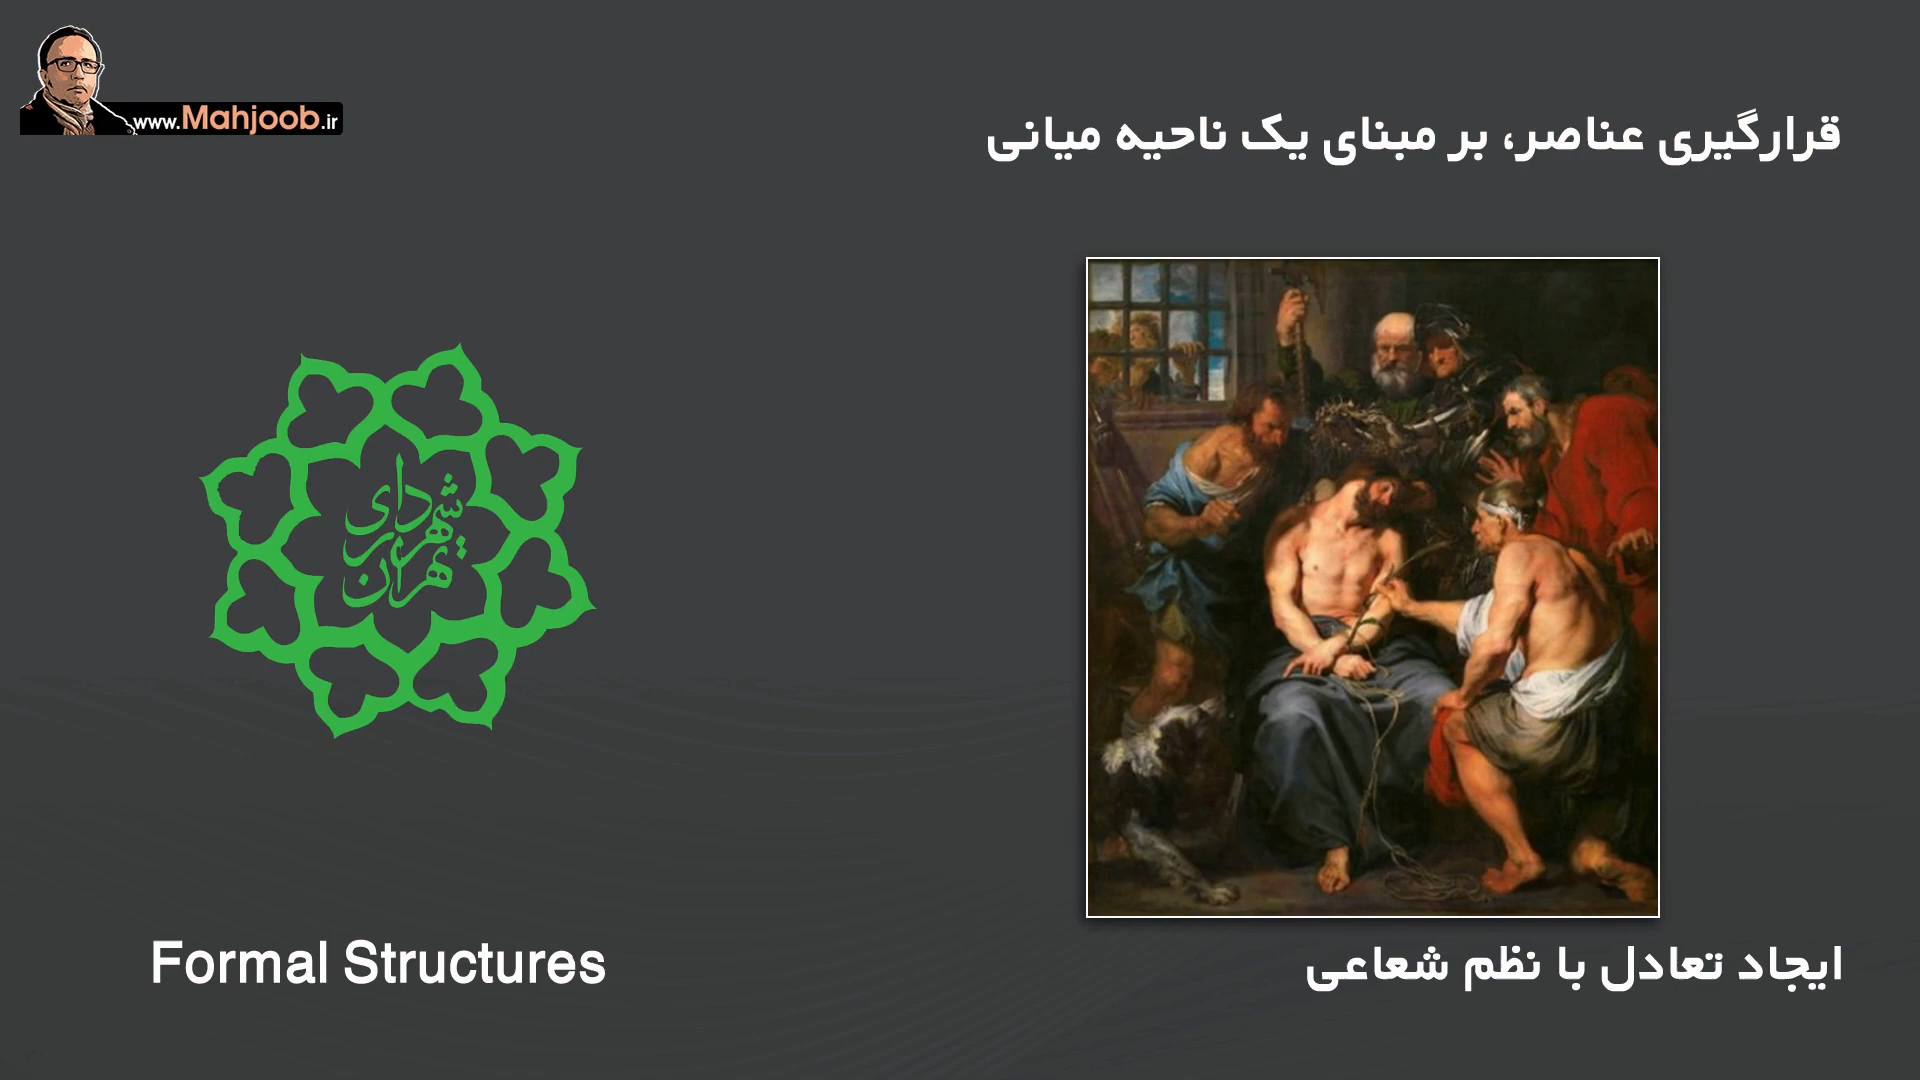 www.Mahjoob.ir
قرارگیری عناصر، بر مبنای یک ناحیه میانی
شهرداری
تهران
Formal Structures
ایجاد تعادل با نظم شعاعی